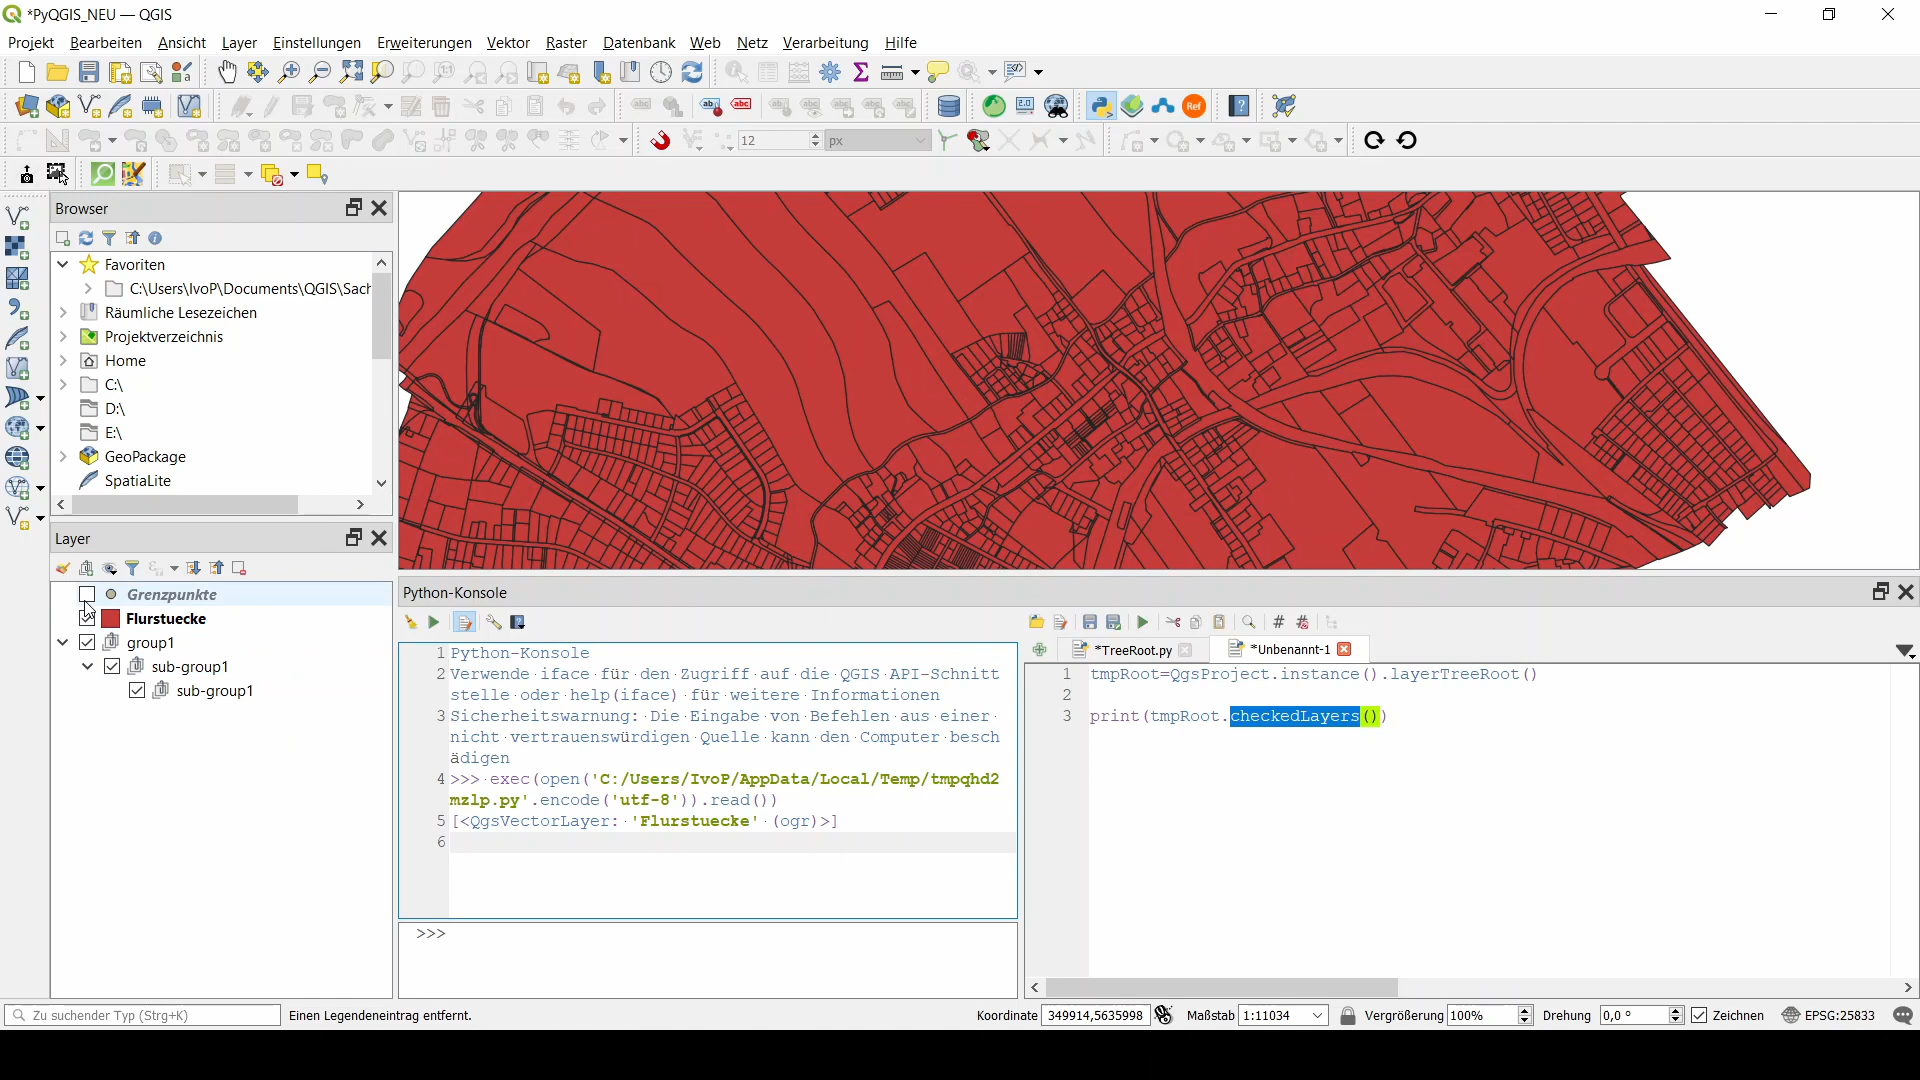 *PyQGIS_NEU — QGIS
Projekt Bearbeiten Ansicht Layer Einstellungen Erweiterungen Vektor Raster Datenbank Web Netz Verarbeitung Hilfe
12 px
Browser
Favoriten
C:\Users\IvoP\Documents\QGIS\Sach
Räumliche Lesezeichen
Projektverzeichnis
Home
C:\
D:\
E:\
GeoPackage
SpatiaLite
Layer
Grenzpunkte
Flurstuecke
group1
sub-group1
sub-group1
Python-Konsole
1 Python-Konsole
2 Verwende iface für den Zugriff auf die QGIS API-Schnitt
stelle oder help(iface) für weitere Informationen
3 Sicherheitswarnung: Die Eingabe von Befehlen aus einer
nicht vertrauenswürdigen Quelle kann den Computer besch
ädigen
4 >>> exec(open('C:/Users/IvoP/AppData/Local/Temp/tmpqhd2
mzlp.py'.encode('utf-8')).read())
5 [<QgsVectorLayer: 'Flurstuecke' (ogr)>]
6
>>>
*TreeRoot.py *Unbenannt-1
1 tmpRoot=QgsProject.instance().layerTreeRoot()
2
3 print(tmpRoot.checkedLayers())
Zu suchender Typ (Strg+K) Einen Legendeneintrag entfernt. Koordinate 349914,5635998 Maßstab 1:11034 Vergrößerung 100% Drehung 0,0 ° Zeichnen EPSG:25833